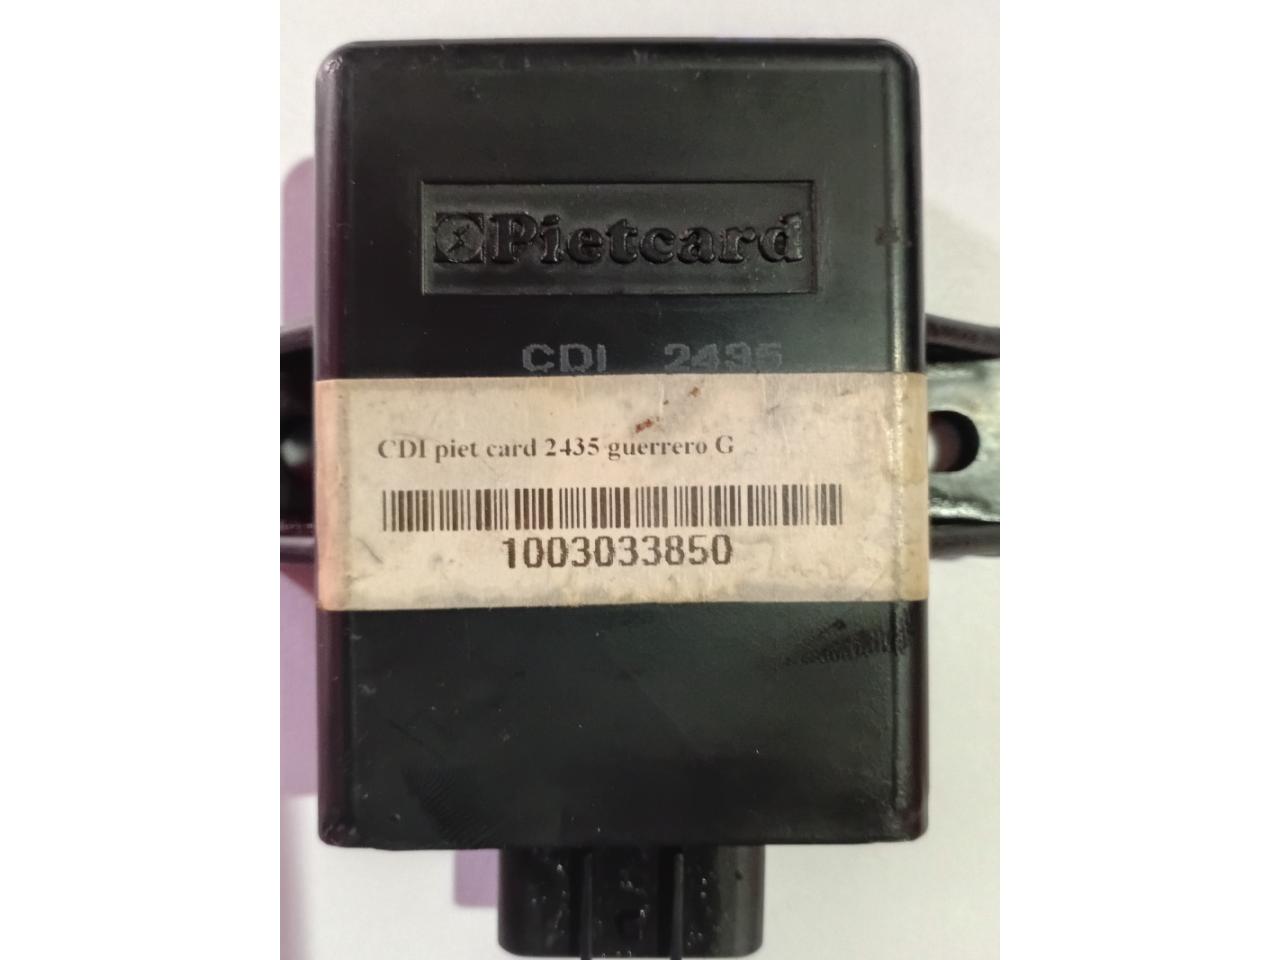 Pietcard
CDI 2435
CDI piet card 2435 guerrero G
1003033850